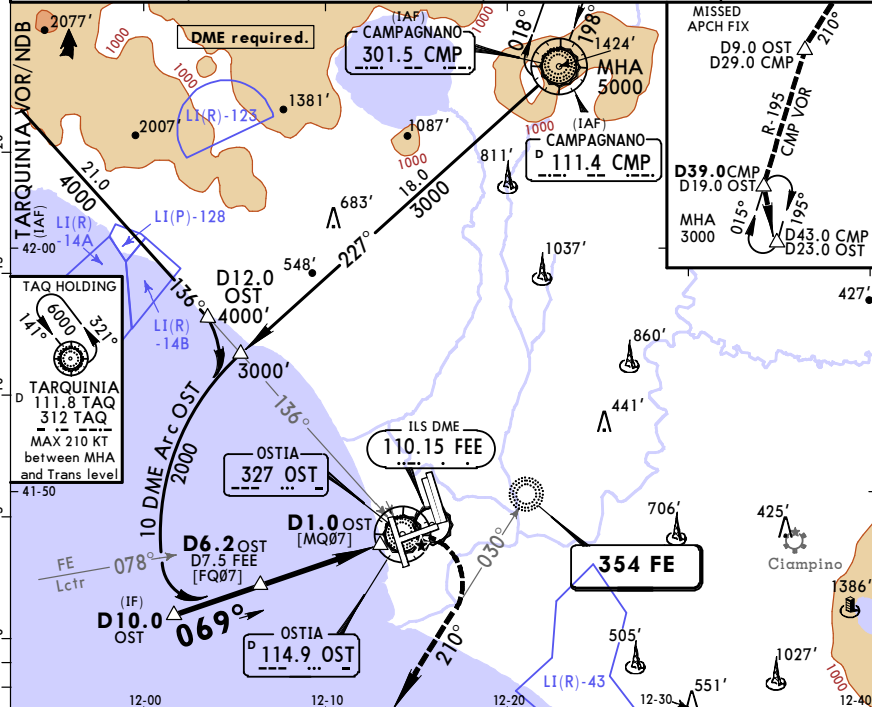 2077'
1000
DME required.
(IAF)
CAMPAGNANO
301.5 CMP
1000
018°
198°
1424'
MHA
5000
MISSED
APCH FIX
210°
D9.0 OST
D29.0 CMP
R-195
CMP VOR
D39.0 CMP
D19.0 OST
MHA
3000
015°
195°
D43.0 CMP
D23.0 OST
TARQUINIA VOR/NDB
(IAF)
1000
1381'
LI(R)-123
2007'
1087'
1000
1000
(IAF)
CAMPAGNANO
D 111.4 CMP
811'
21.0
4000
18.0
3000
683'
LI(P)-128
LI(R)
-14A
42-00
227°
1037'
548'
427'
136°
D12.0
OST
4000'
LI(R)
-14B
TAQ HOLDING
6000
141°
321°
TARQUINIA
D 111.8 TAQ
312 TAQ
MAX 210 KT
between MHA
and Trans level
3000'
860'
441'
136°
10 DME Arc OST
2000
ILS DME
110.15 FEE
OSTIA
327 OST
41-50
D1.0 OST
[MQ07]
706'
425'
Ciampino
D6.2 OST
D7.5 FEE
[FQ07]
FE
Lctr
078°
030°
354 FE
(IF)
D10.0
OST
069°
1386'
OSTIA
D 114.9 OST
210°
505'
1027'
LI(R)-43
551'
1000
12-00
12-10
12-20
12-30
12-40